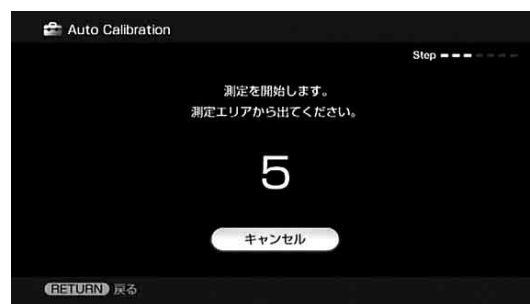 Auto Calibration
Step
測定を開始します。
測定エリアから出てください。
5
キャンセル
RETURN 戻る